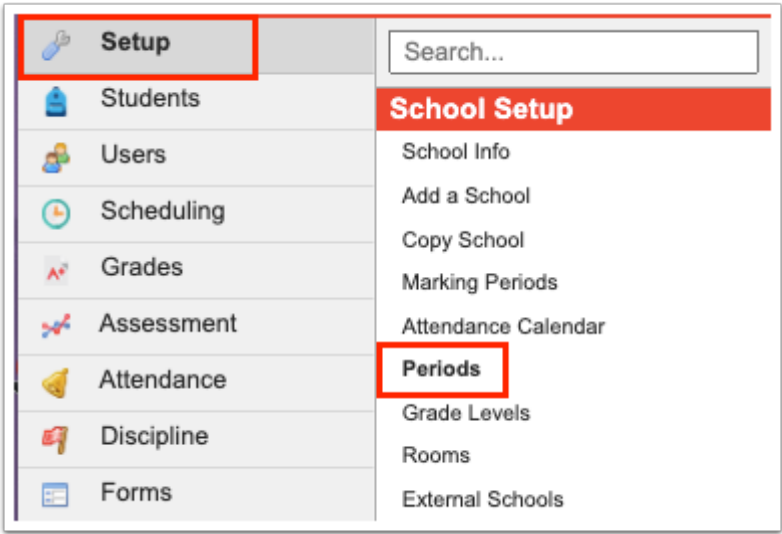 Setup
Students
Users
Scheduling
Grades
Assessment
Attendance
Discipline
Forms
Search...
School Setup
School Info
Add a School
Copy School
Marking Periods
Attendance Calendar
Periods
Grade Levels
Rooms
External Schools